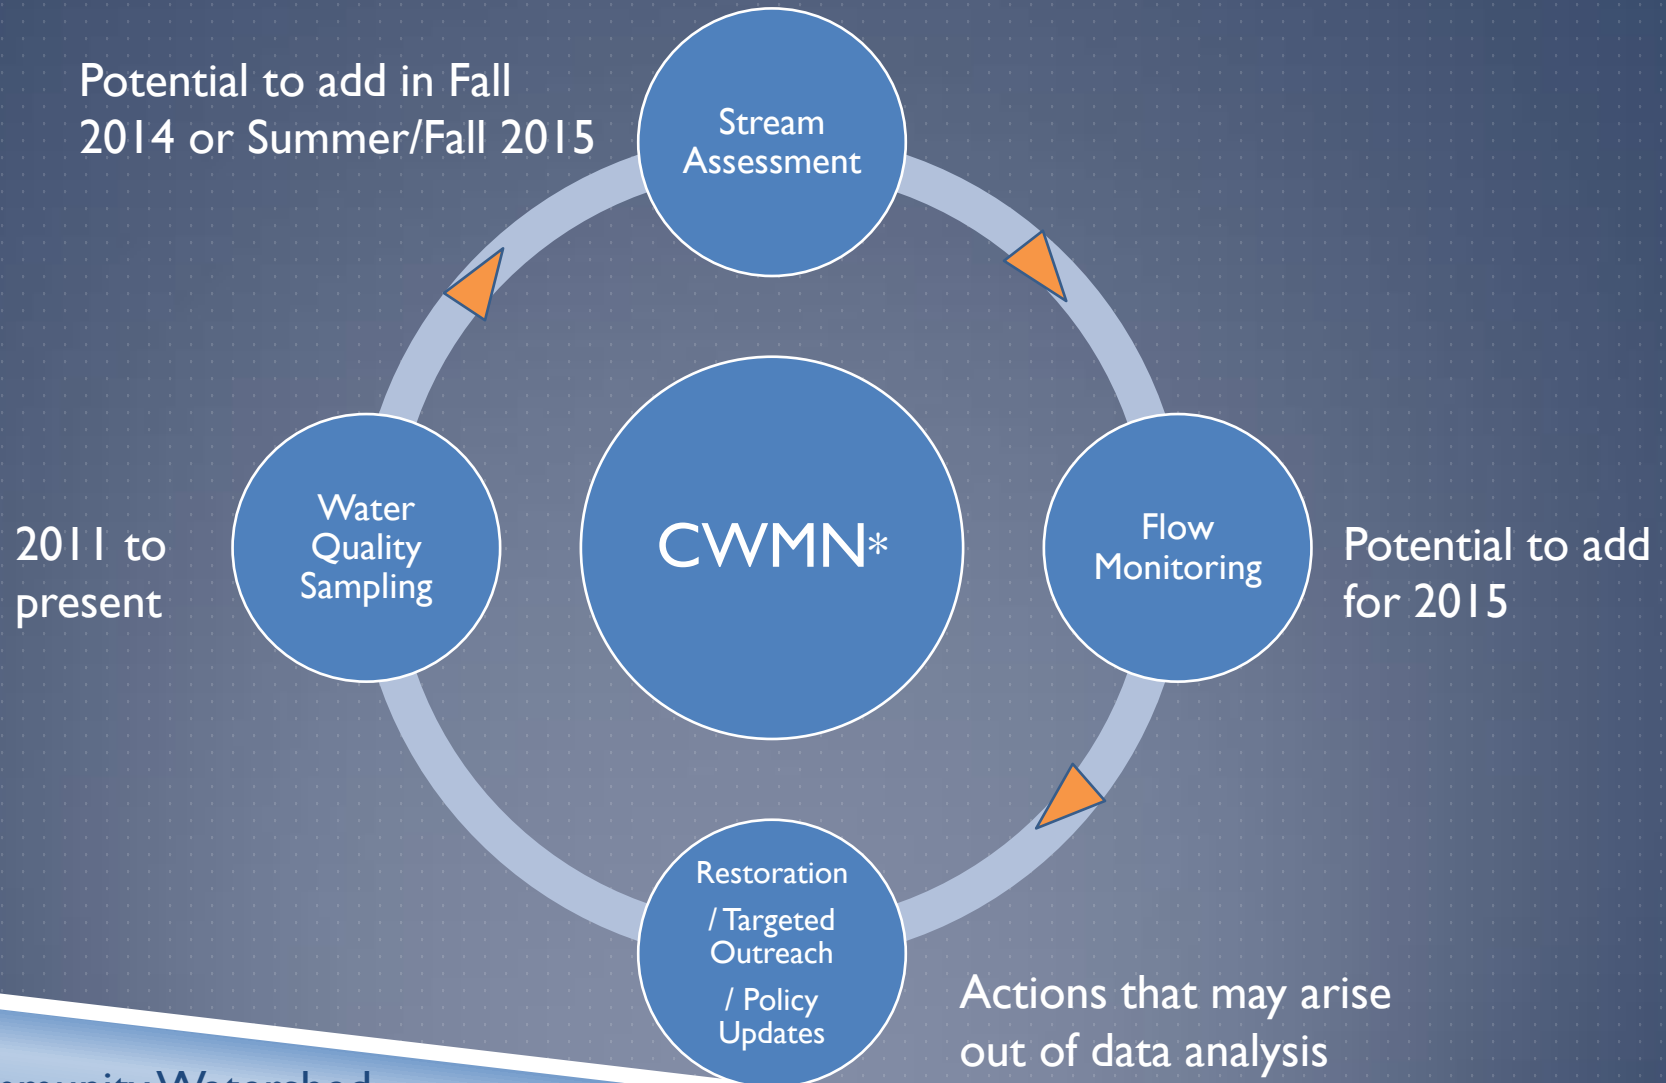 Potential to add in Fall
2014 or Summer/Fall 2015
Stream
Assessment
Water
Quality
Sampling
2011 to
present
CWMN*
Flow
Monitoring
Potential to add
for 2015
Restoration
/ Targeted
Outreach
/ Policy
Updates
Actions that may arise
out of data analysis
Watershed